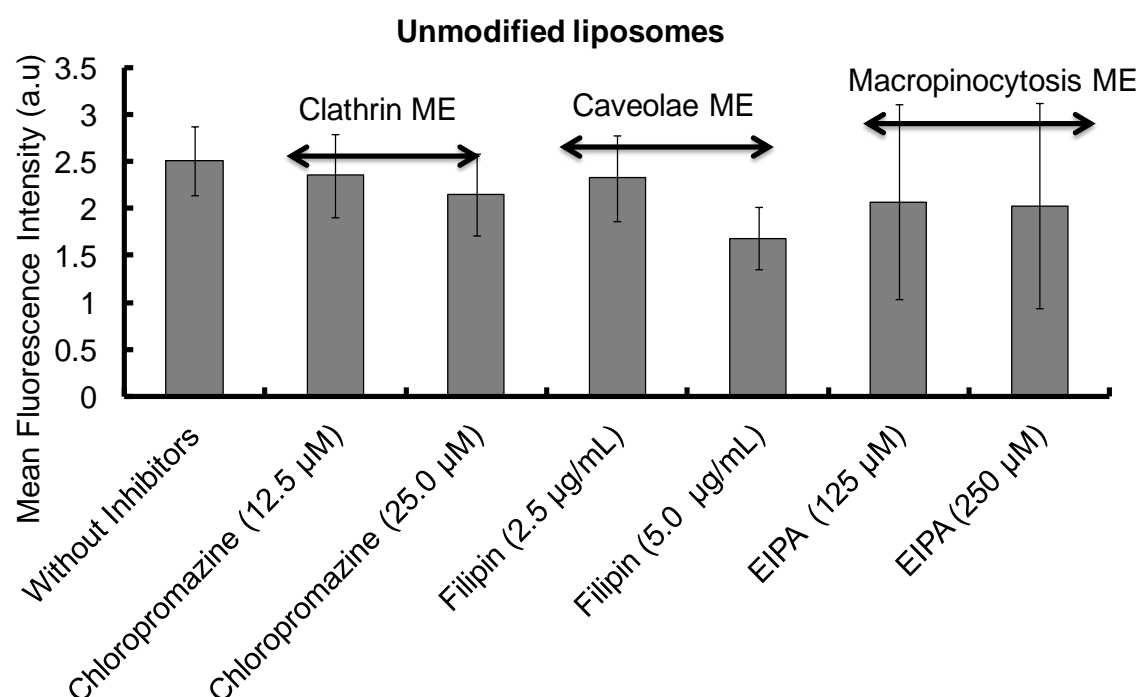 Unmodified liposomes
Mean Fluorescence Intensity (a.u)
3.5
3
2.5
2
1.5
1
0.5
0
Clathrin ME
Caveolae ME
Macropinocytosis ME
Without Inhibitors
Chloropromazine (12.5 µM)
Chloropromazine (25.0 µM)
Filipin (2.5 µg/mL)
Filipin (5.0 µg/mL)
EIPA (125 µM)
EIPA (250 µM)